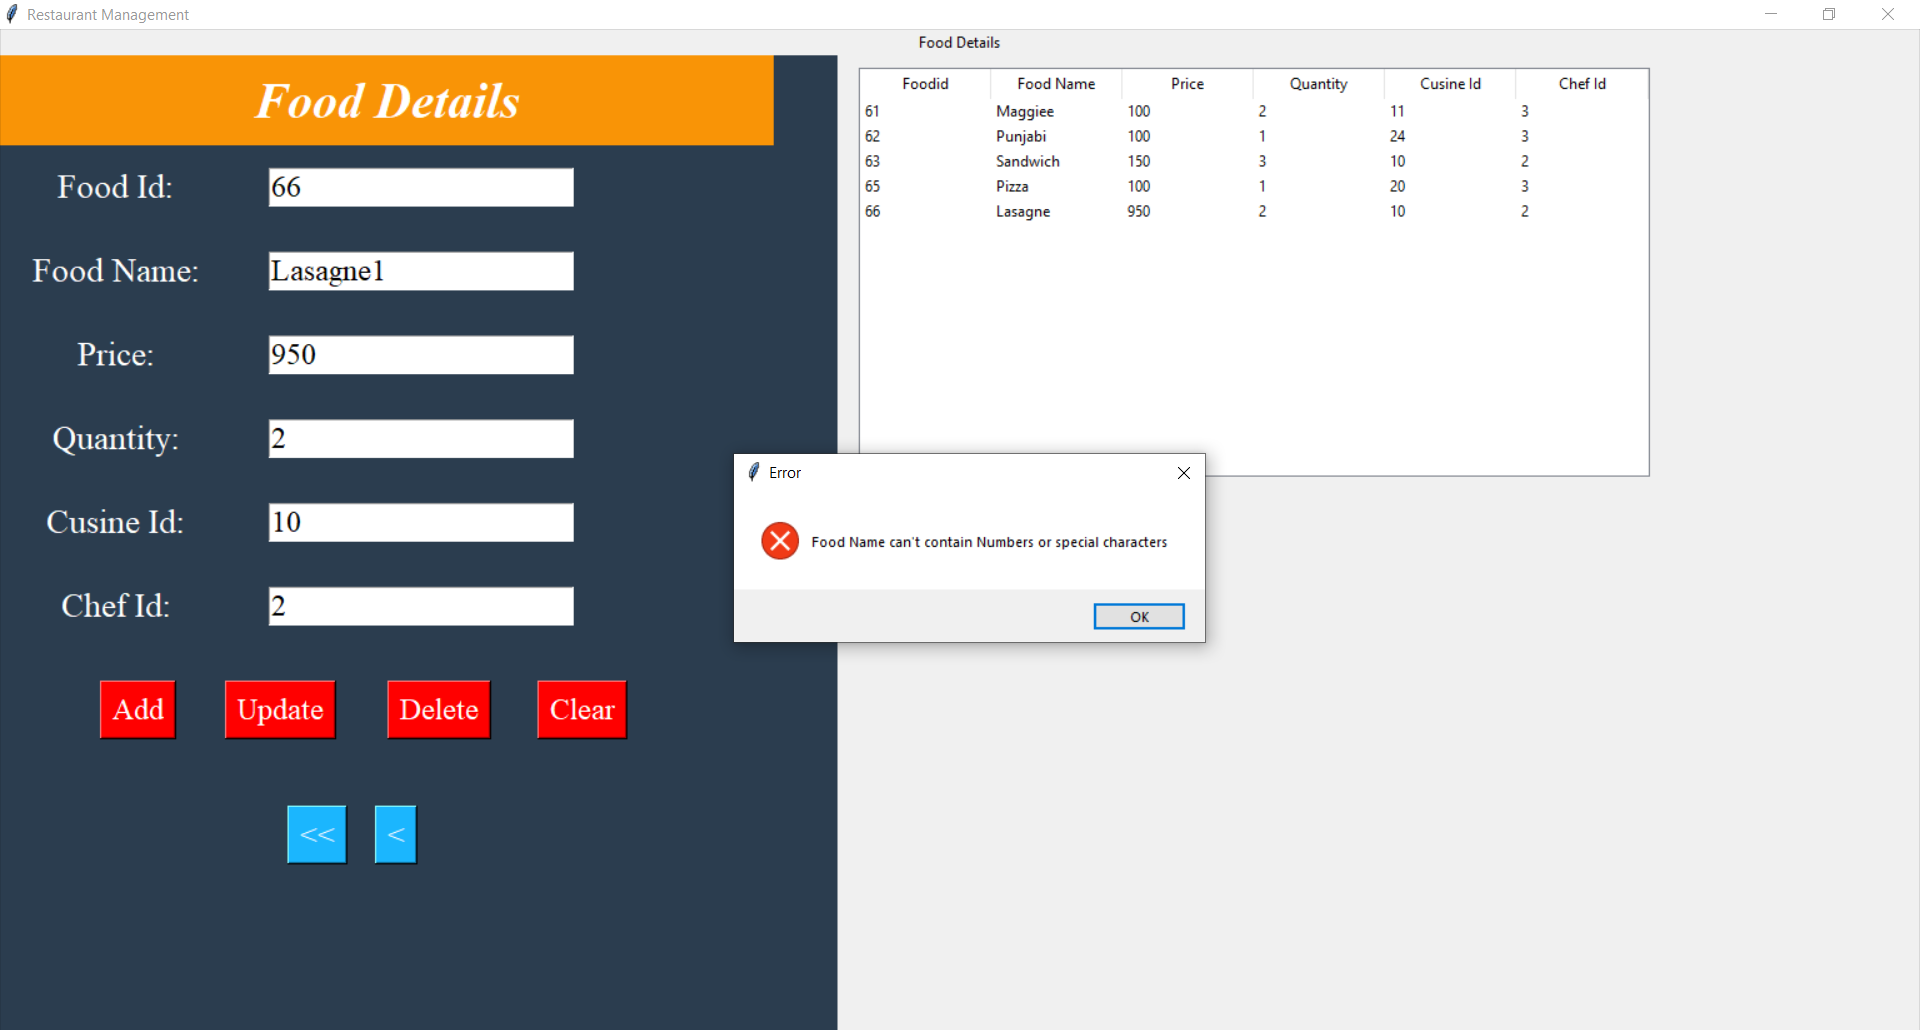 Restaurant Management
Food Details
Food Details
Food Id: 66
Food Name: Lasagne1
Price: 950
Quantity: 2
Cusine Id: 10
Chef Id: 2
Add Update Delete Clear
<< <
Foodid Food Name Price Quantity Cusine Id Chef Id
61 Maggiee 100 2 11 3
62 Punjabi 100 1 24 3
63 Sandwich 150 3 10 2
65 Pizza 100 1 20 3
66 Lasagne 950 2 10 2
Error
Food Name can't contain Numbers or special characters
OK